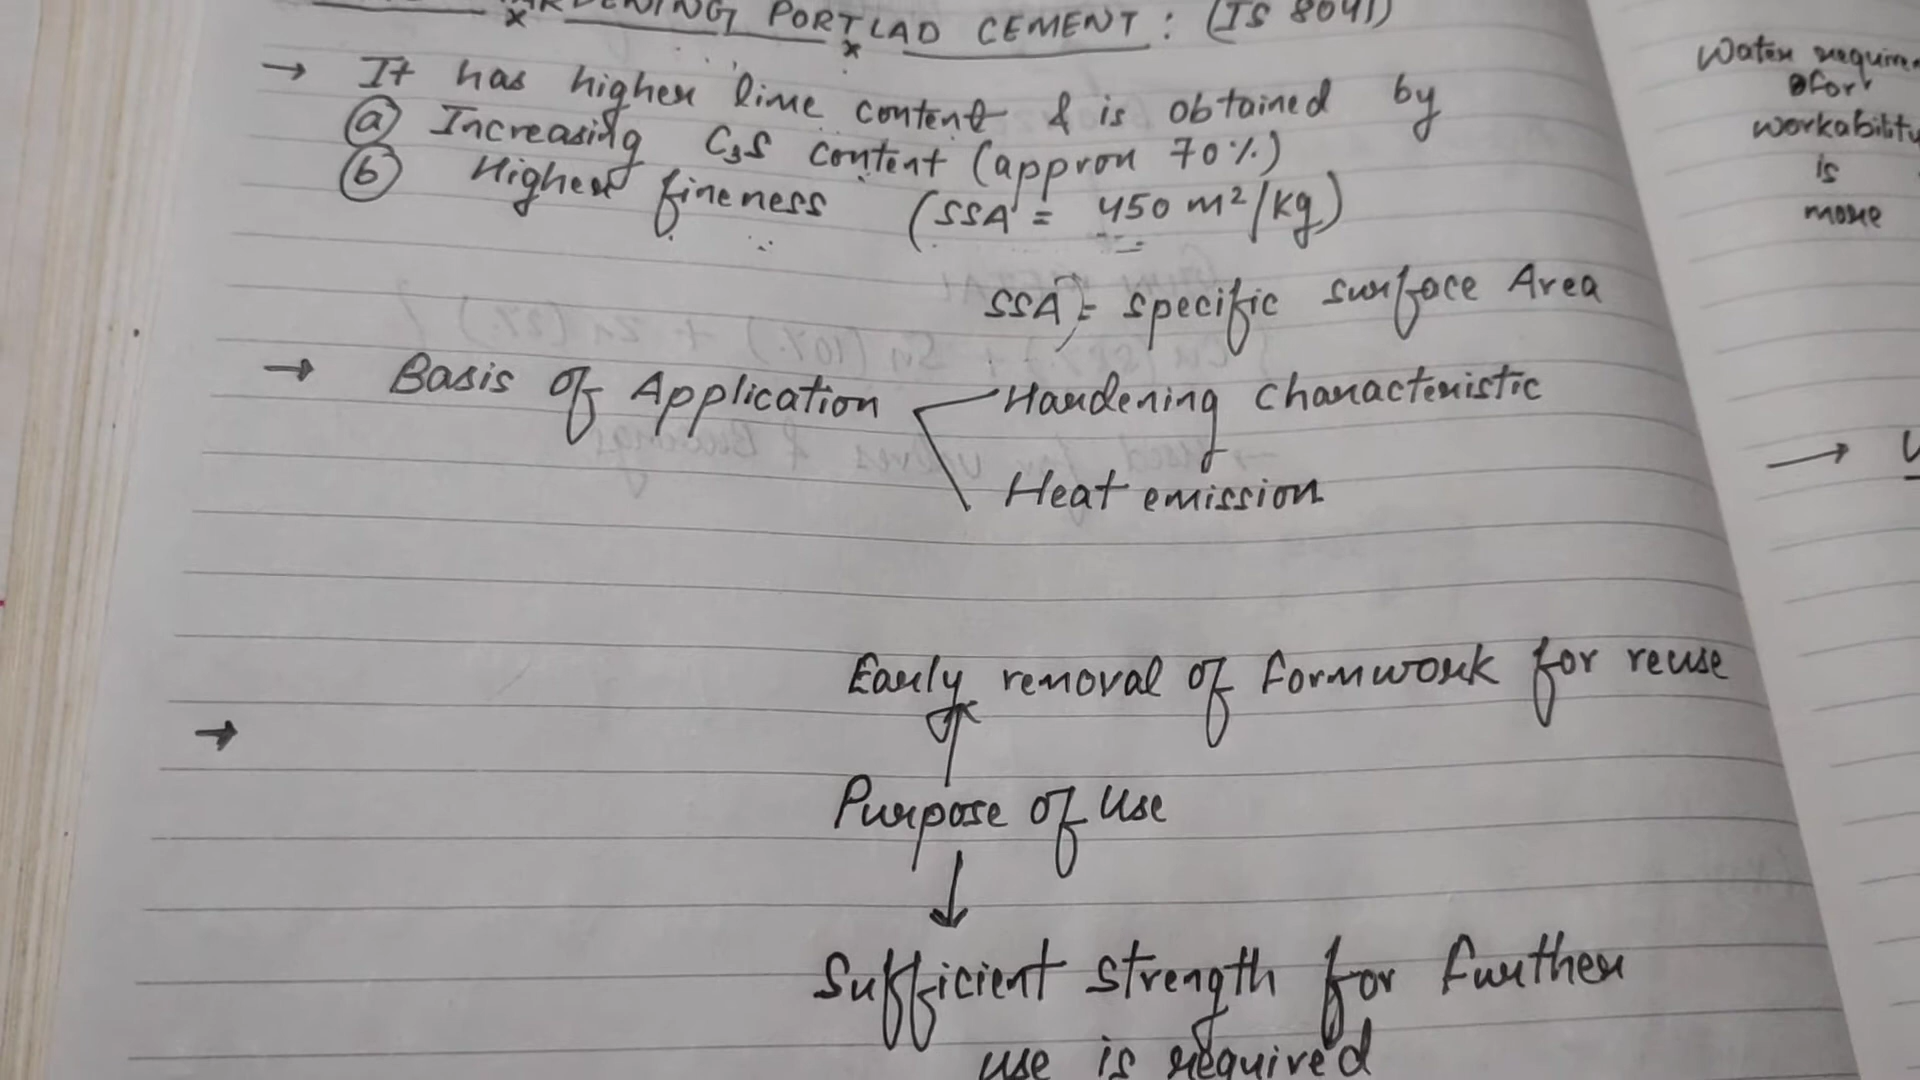 HARDENING PORTLAD CEMENT : (IS 8041)
→ It has higher lime content & is obtained by
(a) Increasing C3S content (approx 70%)
(b) Higher fineness (SSA = 450 m²/kg)
SSA = specific surface Area
→ Basis of Application
Hardening characteristic
Heat emission
Early removal of formwork for reuse
→
Purpose of Use
↓
Sufficient strength for further
use is required
Water
for
workability
is
more
→